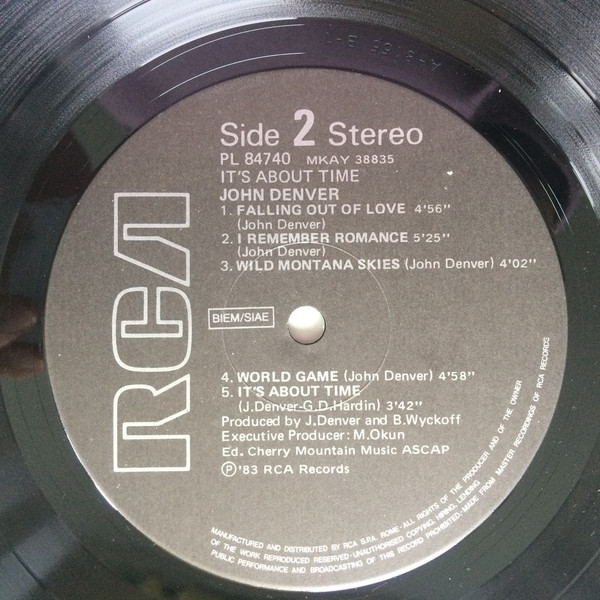 Side 2 Stereo
PL 84740 MKAY 38835
IT'S ABOUT TIME
JOHN DENVER
1. FALLING OUT OF LOVE 4'56"
(John Denver)
2. I REMEMBER ROMANCE 5'25"
(John Denver)
3. WILD MONTANA SKIES (John Denver) 4'02"
RCA
BIEM/SIAE
4. WORLD GAME (John Denver) 4'58"
5. IT'S ABOUT TIME
(J.Denver-G.D.Hardin) 3'42"
Produced by J.Denver and B.Wyckoff
Executive Producer: M.Okun
Ed. Cherry Mountain Music ASCAP
℗'83 RCA Records
MANUFACTURED AND DISTRIBUTED BY RCA S.P.A. ROME-ALL RIGHTS OF THE PRODUCER AND OF THE OWNER
OF THE WORK REPRODUCED RESERVED-UNAUTHORISED COPYING, HIRING, LENDING
PUBLIC PERFORMANCE AND BROADCASTING OF THIS RECORD PROHIBITED-MADE FROM MASTER RECORDINGS OF RCA RECORDS